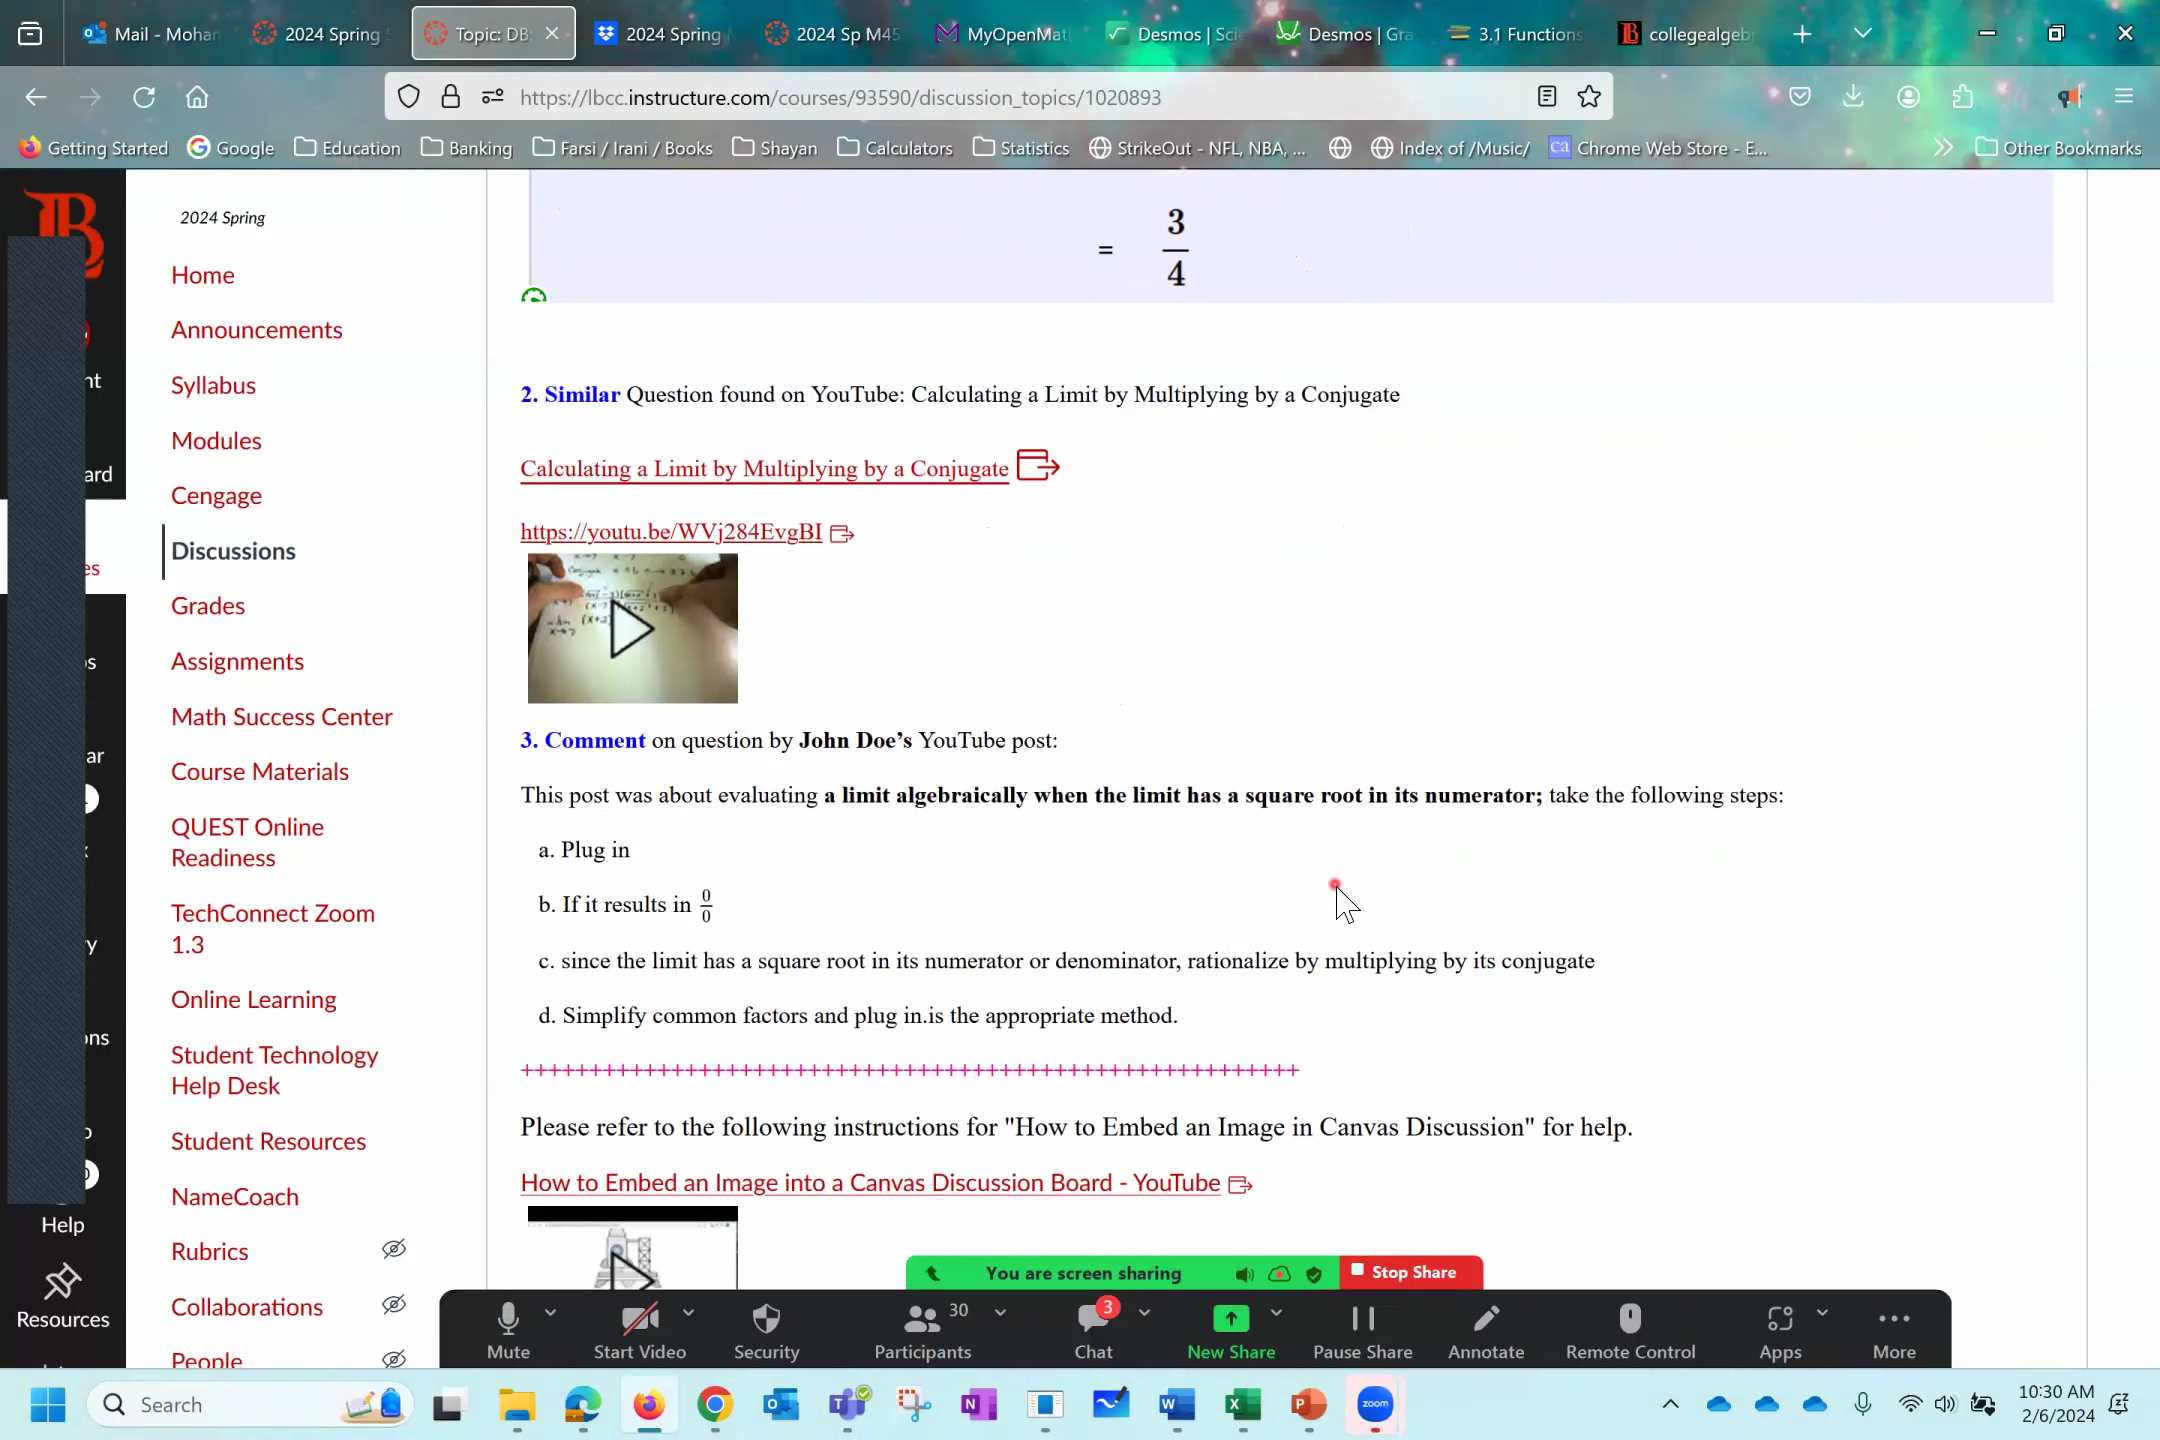 Mail - Mohan
2024 Spring S
Topic: DB:
2024 Spring
2024 Sp M45
MyOpenMat
Desmos | Scie
Desmos | Gra
3.1 Functions
collegealgeb
https://lbcc.instructure.com/courses/93590/discussion_topics/1020893
Getting Started
Google
Education
Banking
Farsi / Irani / Books
Shayan
Calculators
Statistics
StrikeOut - NFL, NBA, ...
Index of /Music/
Chrome Web Store - E...
Other Bookmarks
nt
ard
es
ar
ry
ons
Help
Resources
2024 Spring
Home
Announcements
Syllabus
Modules
Cengage
Discussions
Grades
Assignments
Math Success Center
Course Materials
QUEST Online
Readiness
TechConnect Zoom
1.3
Online Learning
Student Technology
Help Desk
Student Resources
NameCoach
Rubrics
Collaborations
People
= 3/4
2. Similar Question found on YouTube: Calculating a Limit by Multiplying by a Conjugate
Calculating a Limit by Multiplying by a Conjugate
https://youtu.be/WVj284EvgBI
3. Comment on question by John Doe’s YouTube post:
This post was about evaluating a limit algebraically when the limit has a square root in its numerator; take the following steps:
a. Plug in
b. If it results in 0/0
c. since the limit has a square root in its numerator or denominator, rationalize by multiplying by its conjugate
d. Simplify common factors and plug in.is the appropriate method.
++++++++++++++++++++++++++++++++++++++++++++++++++++++++++
Please refer to the following instructions for "How to Embed an Image in Canvas Discussion" for help.
How to Embed an Image into a Canvas Discussion Board - YouTube
You are screen sharing
Stop Share
Mute
Start Video
Security
Participants
30
Chat
3
New Share
Pause Share
Annotate
Remote Control
Apps
More
Search
zoom
10:30 AM
2/6/2024